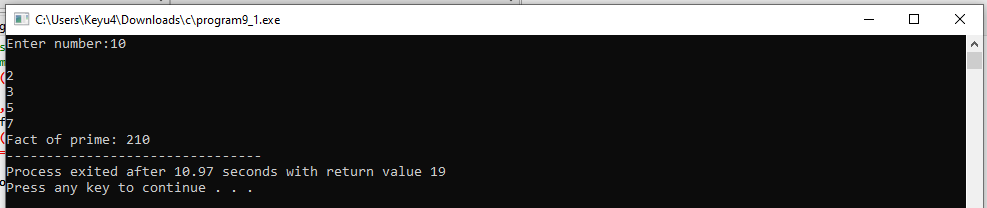 C:\Users\Keyu4\Downloads\c\program9_1.exe
Enter number:10
2
3
5
7
Fact of prime: 210
--------------------------------
Process exited after 10.97 seconds with return value 19
Press any key to continue . . .